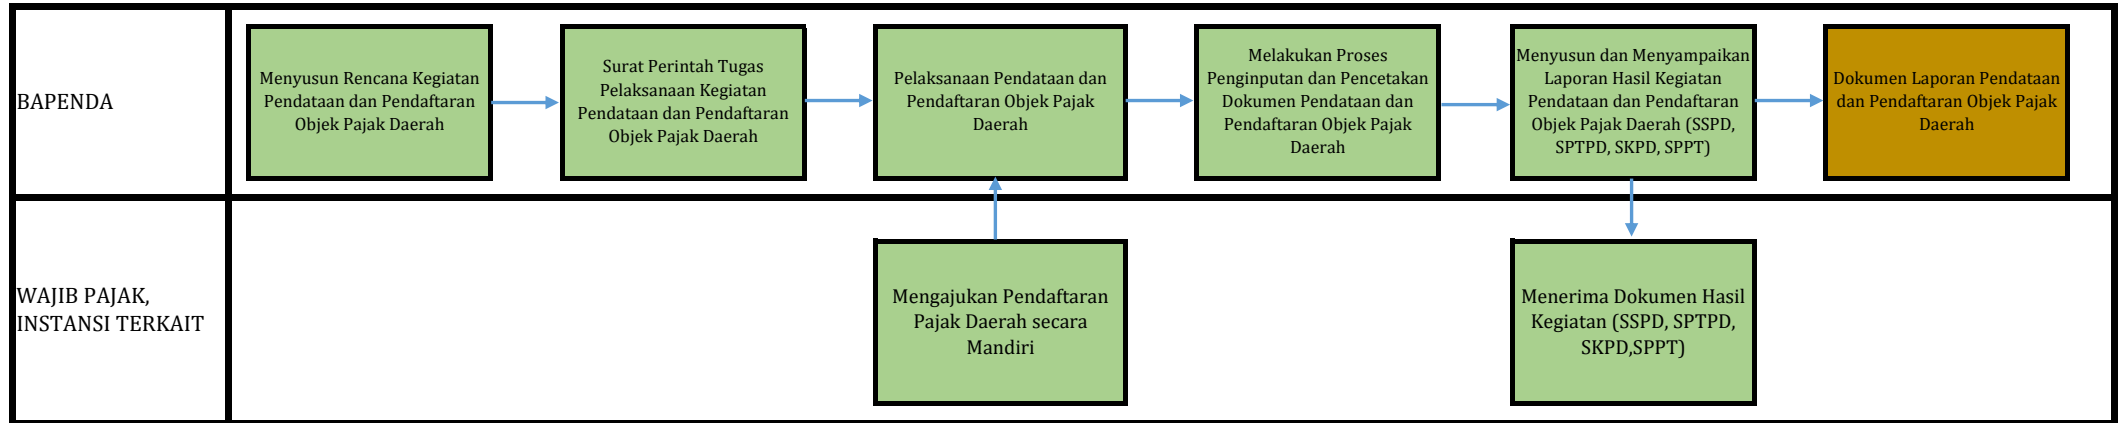 BAPENDA
Menyusun Rencana Kegiatan
Pendataan dan Pendaftaran
Objek Pajak Daerah
Surat Perintah Tugas
Pelaksanaan Kegiatan
Pendataan dan Pendaftaran
Objek Pajak Daerah
Pelaksanaan Pendataan dan
Pendaftaran Objek Pajak
Daerah
Melakukan Proses
Penginputan dan Pencetakan
Dokumen Pendataan dan
Pendaftaran Objek Pajak
Daerah
Menyusun dan Menyampaikan
Laporan Hasil Kegiatan
Pendataan dan Pendaftaran
Objek Pajak Daerah (SSPD,
SPTPD, SKPD, SPPT)
Dokumen Laporan Pendataan
dan Pendaftaran Objek Pajak
Daerah
WAJIB PAJAK,
INSTANSI TERKAIT
Mengajukan Pendaftaran
Pajak Daerah secara
Mandiri
Menerima Dokumen Hasil
Kegiatan (SSPD, SPTPD,
SKPD,SPPT)